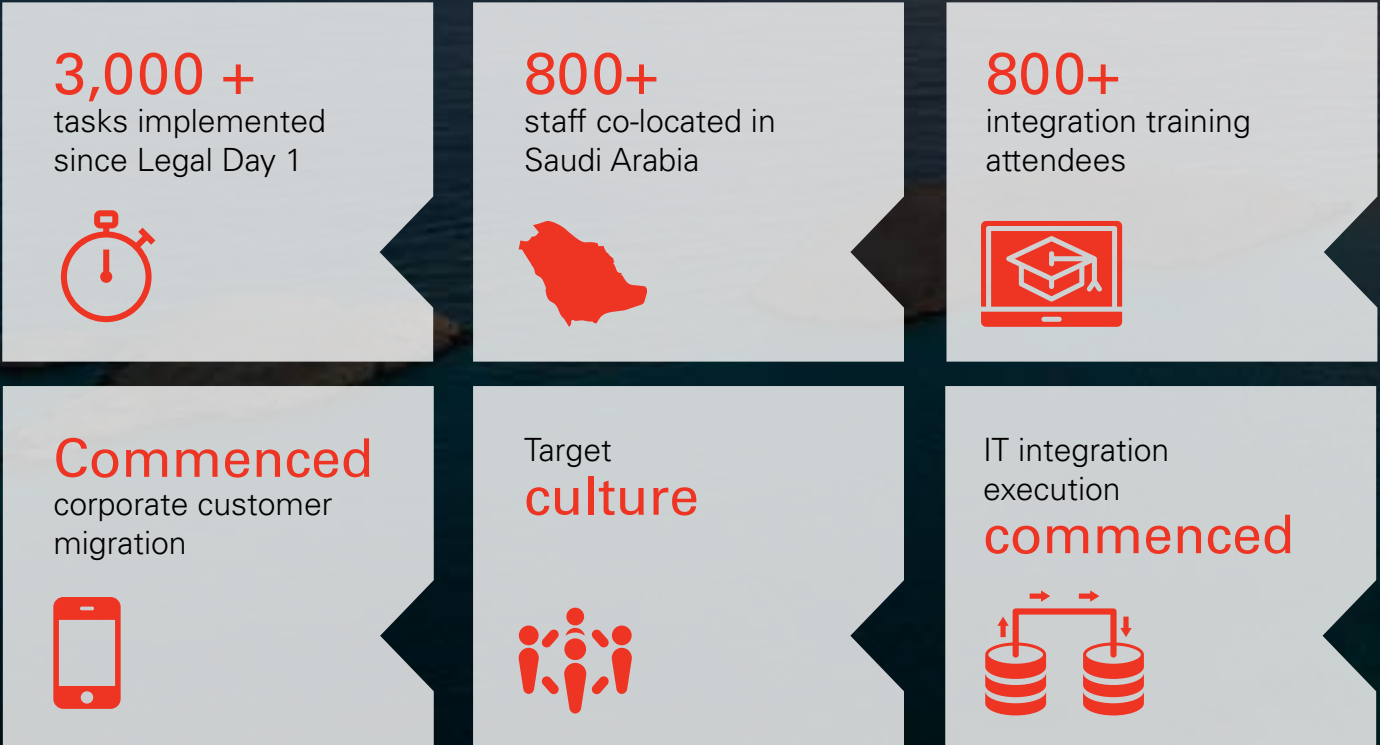 3,000 +
tasks implemented
since Legal Day 1
800+
staff co-located in
Saudi Arabia
800+
integration training
attendees
Commenced
corporate customer
migration
Target
culture
IT integration
execution
commenced